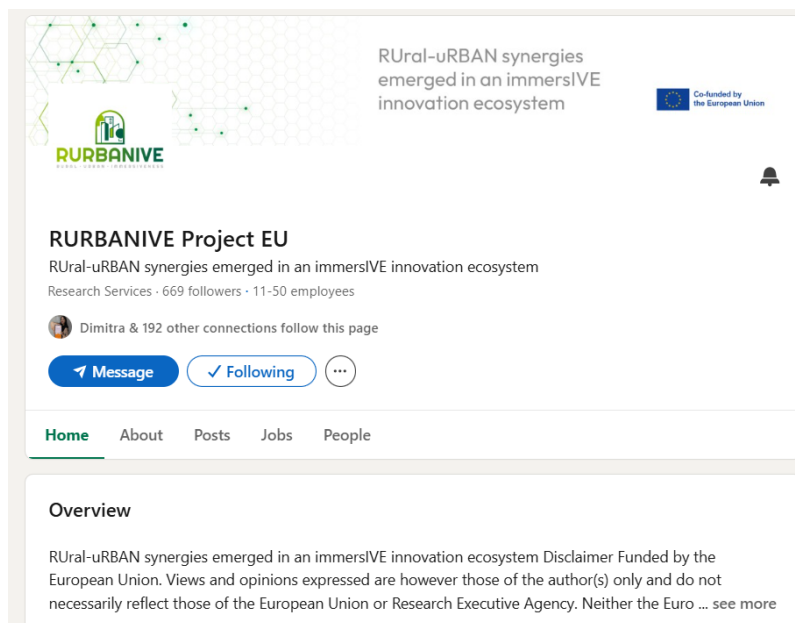 RUral-uRBAN synergies
emerged in an immersIVE
innovation ecosystem
Co-funded by
the European Union
RURBANIVE
RURAL-URBAN-IMMERSIVENESS
RURBANIVE Project EU
RUral-uRBAN synergies emerged in an immersIVE innovation ecosystem
Research Services · 669 followers · 11-50 employees
Dimitra & 192 other connections follow this page
Message
Following
Home
About
Posts
Jobs
People
Overview
RUral-uRBAN synergies emerged in an immersIVE innovation ecosystem Disclaimer Funded by the
European Union. Views and opinions expressed are however those of the author(s) only and do not
necessarily reflect those of the European Union or Research Executive Agency. Neither the Euro ... see more